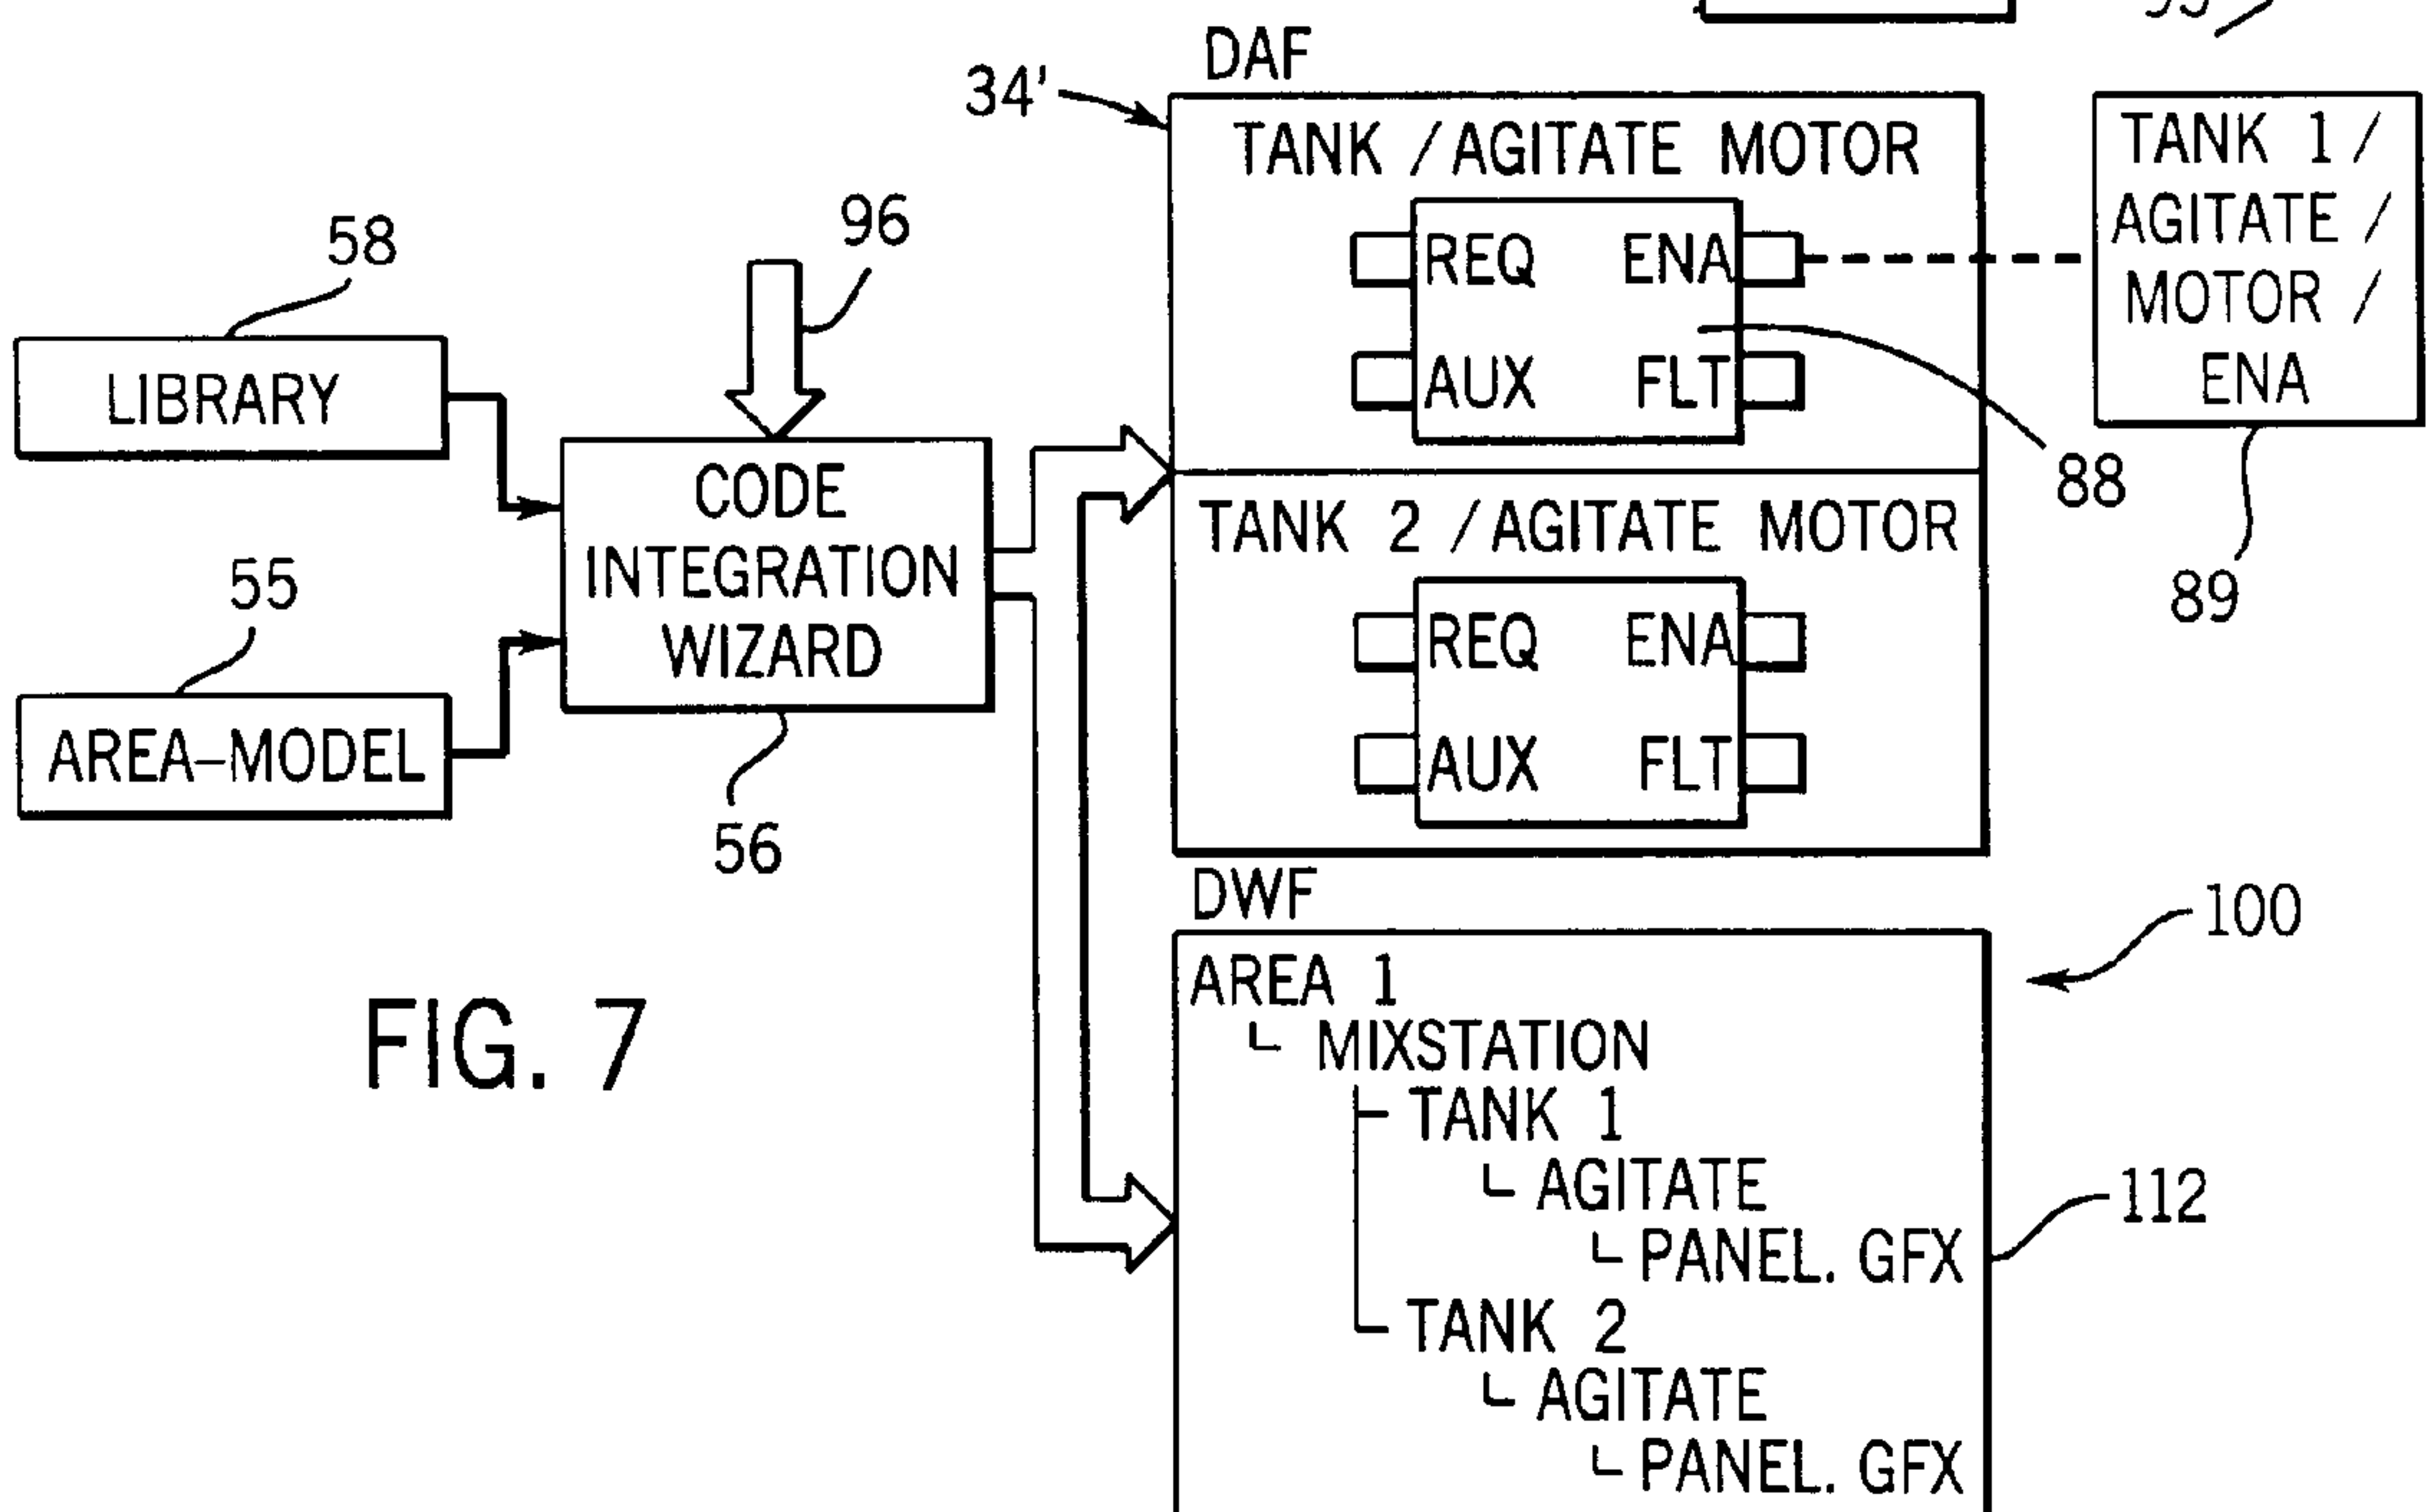 DAF
34'
TANK / AGITATE MOTOR
REQ ENA
AUX FLT
88
TANK 1 /
AGITATE /
MOTOR /
ENA
89
TANK 2 / AGITATE MOTOR
REQ ENA
AUX FLT
96
58
LIBRARY
55
AREA-MODEL
CODE
INTEGRATION
WIZARD
56
DWF
100
AREA 1
MIXSTATION
TANK 1
AGITATE
PANEL. GFX
112
TANK 2
AGITATE
PANEL. GFX
FIG. 7